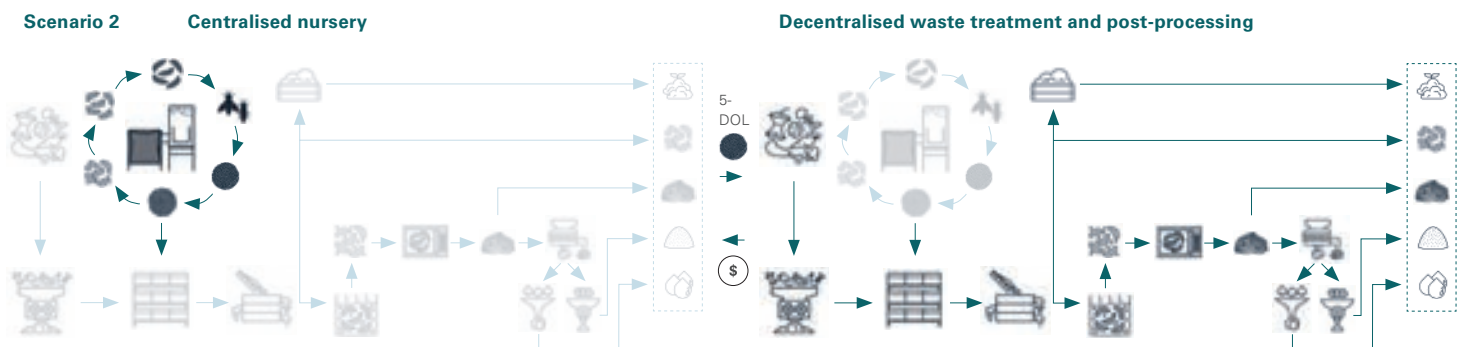 Scenario 2 Centralised nursery Decentralised waste treatment and post-processing
5-
DOL
$